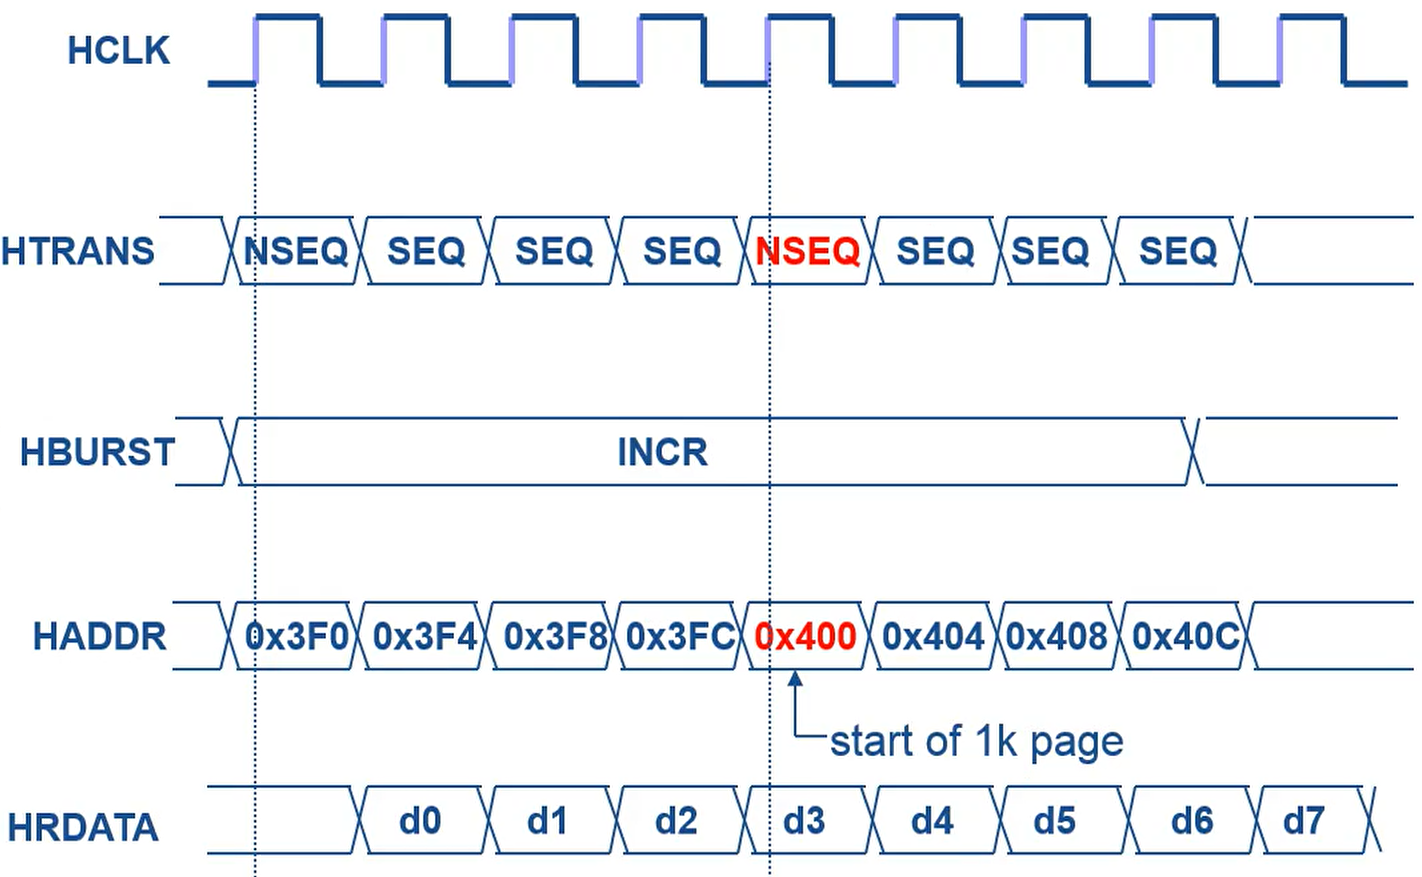 HCLK
HTRANS NSEQ SEQ SEQ SEQ NSEQ SEQ SEQ SEQ
HBURST INCR
HADDR 0x3F0 0x3F4 0x3F8 0x3FC 0x400 0x404 0x408 0x40C
start of 1k page
HRDATA d0 d1 d2 d3 d4 d5 d6 d7